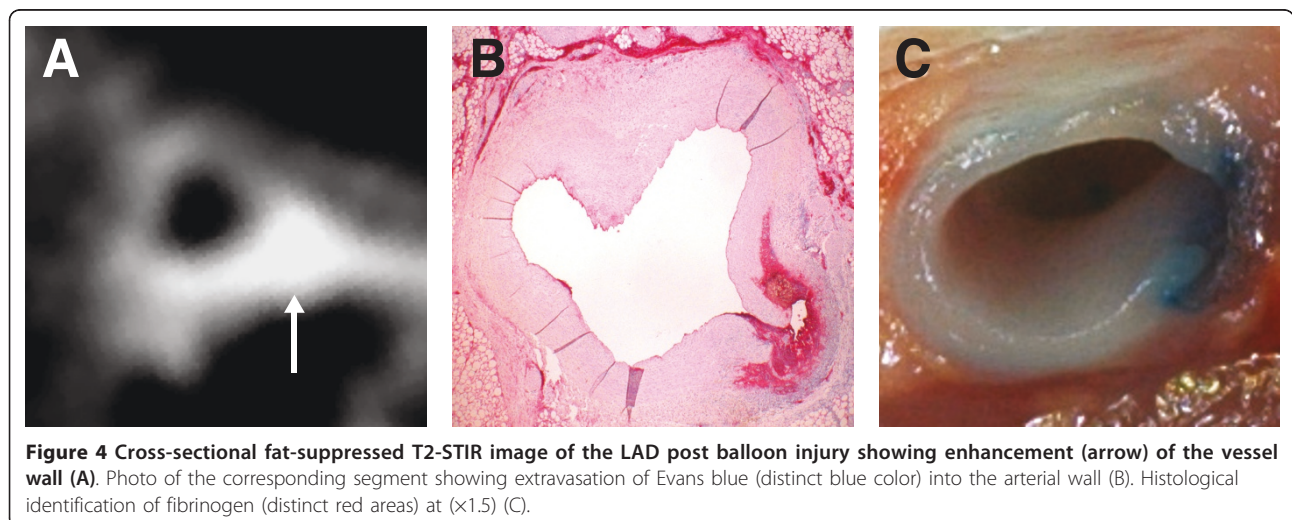 A B C
Figure 4 Cross-sectional fat-suppressed T2-STIR image of the LAD post balloon injury showing enhancement (arrow) of the vessel
wall (A). Photo of the corresponding segment showing extravasation of Evans blue (distinct blue color) into the arterial wall (B). Histological
identification of fibrinogen (distinct red areas) at (×1.5) (C).